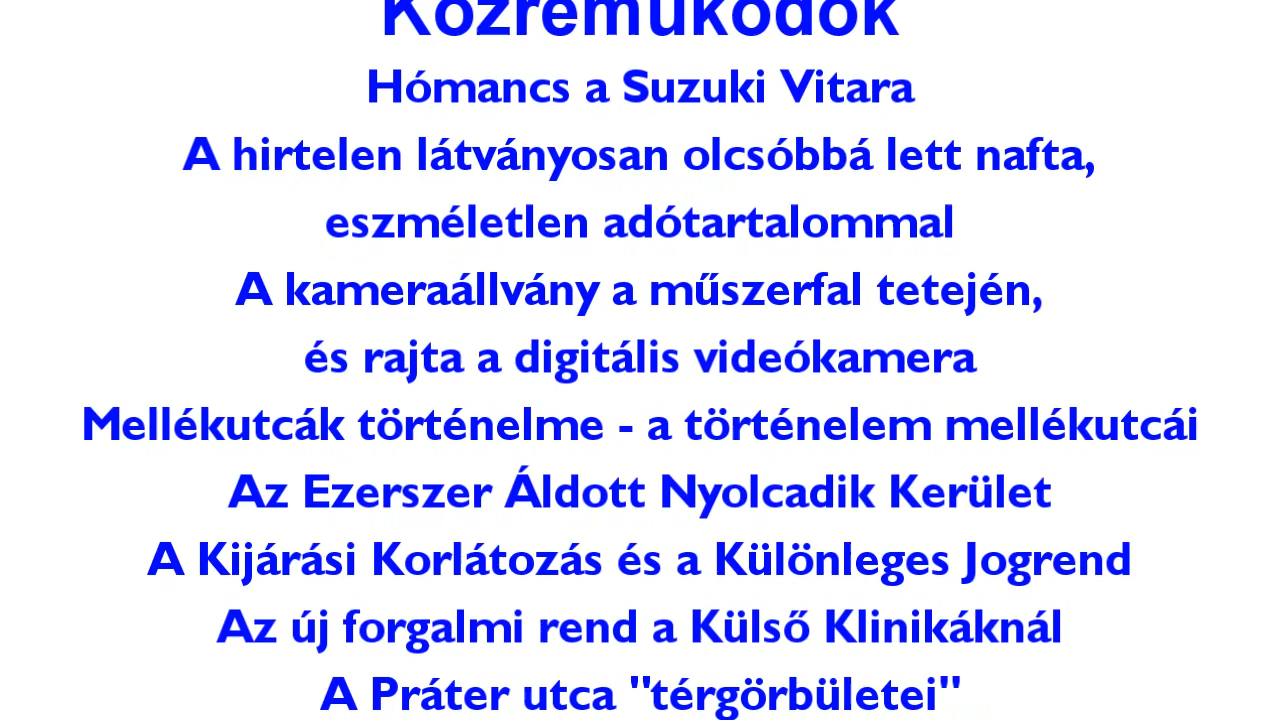 Közreműködők
Hómancs a Suzuki Vitara
A hirtelen látványosan olcsóbbá lett nafta,
eszméletlen adótartalommal
A kameraállvány a műszerfal tetején,
és rajta a digitális videókamera
Mellékutcák történelme - a történelem mellékutcái
Az Ezerszer Áldott Nyolcadik Kerület
A Kijárási Korlátozás és a Különleges Jogrend
Az új forgalmi rend a Külső Klinikáknál
A Práter utca "térgörbületei"